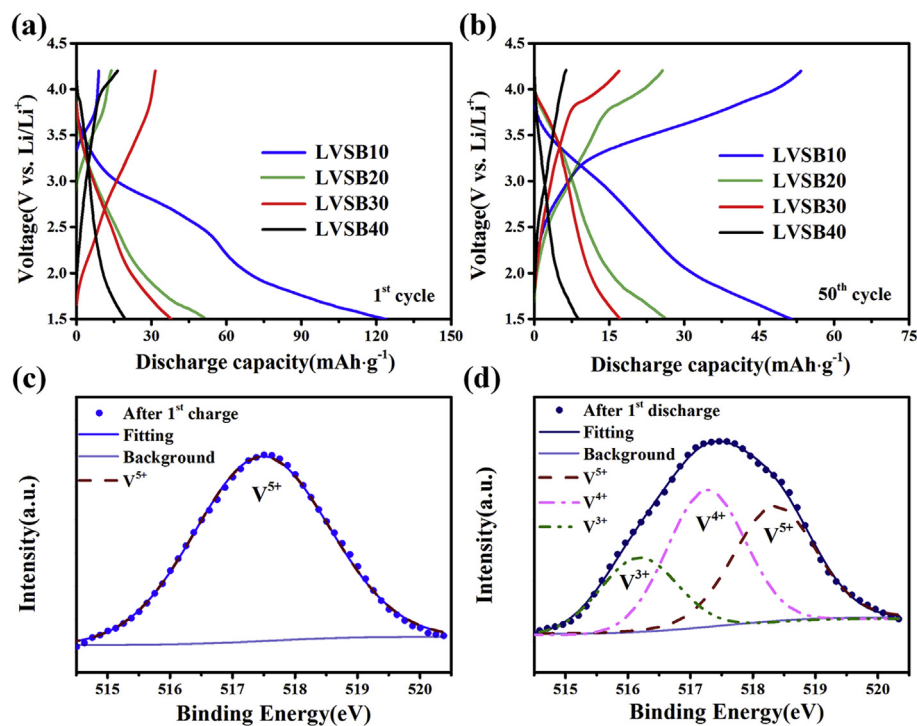 (a)
4.5
4.0
3.5
3.0
2.5
2.0
1.5
Voltage(V vs. Li/Li⁺)
LVSB10
LVSB20
LVSB30
LVSB40
1ˢᵗ cycle
0 30 60 90 120 150
Discharge capacity(mAh·g⁻¹)
(b)
4.5
4.0
3.5
3.0
2.5
2.0
1.5
Voltage(V vs. Li/Li⁺)
LVSB10
LVSB20
LVSB30
LVSB40
50ᵗʰ cycle
0 15 30 45 60 75
Discharge capacity(mAh·g⁻¹)
(c)
After 1ˢᵗ charge
Fitting
Background
V⁵⁺
V⁵⁺
Intensity(a.u.)
515 516 517 518 519 520
Binding Energy(eV)
(d)
After 1ˢᵗ discharge
Fitting
Background
V⁵⁺
V⁴⁺
V³⁺
V⁴⁺
V⁵⁺
V³⁺
Intensity(a.u.)
515 516 517 518 519 520
Binding Energy(eV)